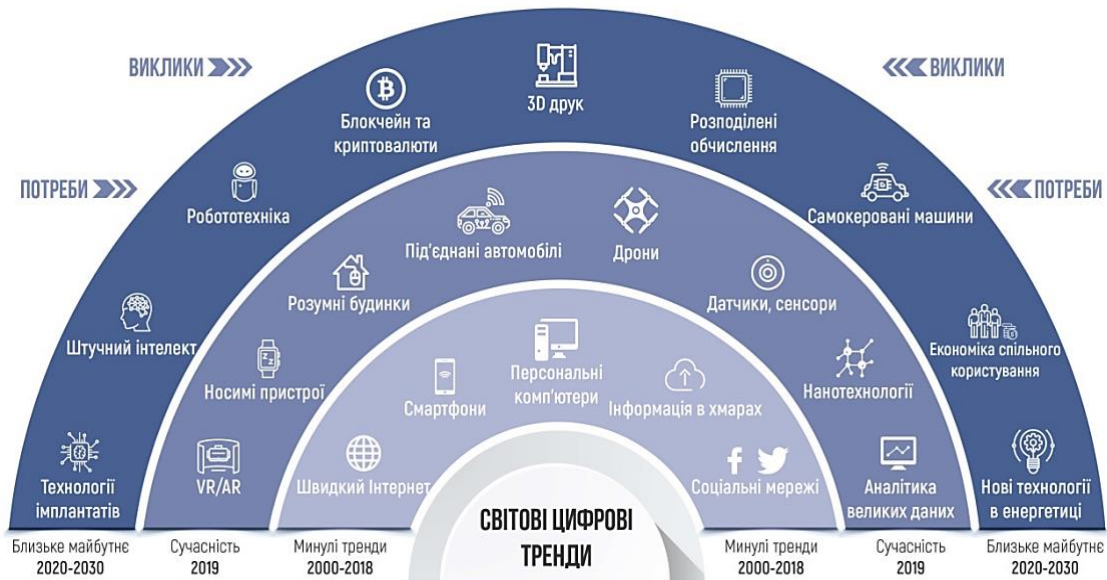 ВИКЛИКИ
ВИКЛИКИ
ПОТРЕБИ
ПОТРЕБИ
3D друк
Блокчейн та
криптовалюти
Розподілені
обчислення
Робототехніка
Самокеровані машини
Штучний інтелект
Економіка спільного
користування
Технології
імплантатів
Нові технології
в енергетиці
Під'єднані автомобілі
Дрони
Розумні будинки
Датчики, сенсори
Носимі пристрої
Нанотехнології
VR/AR
Аналітика
великих даних
Персональні
комп'ютери
Смартфони
Інформація в хмарах
Швидкий Інтернет
Соціальні мережі
СВІТОВІ ЦИФРОВІ
ТРЕНДИ
Близьке майбутнє
2020-2030
Сучасність
2019
Минулі тренди
2000-2018
Минулі тренди
2000-2018
Сучасність
2019
Близьке майбутнє
2020-2030